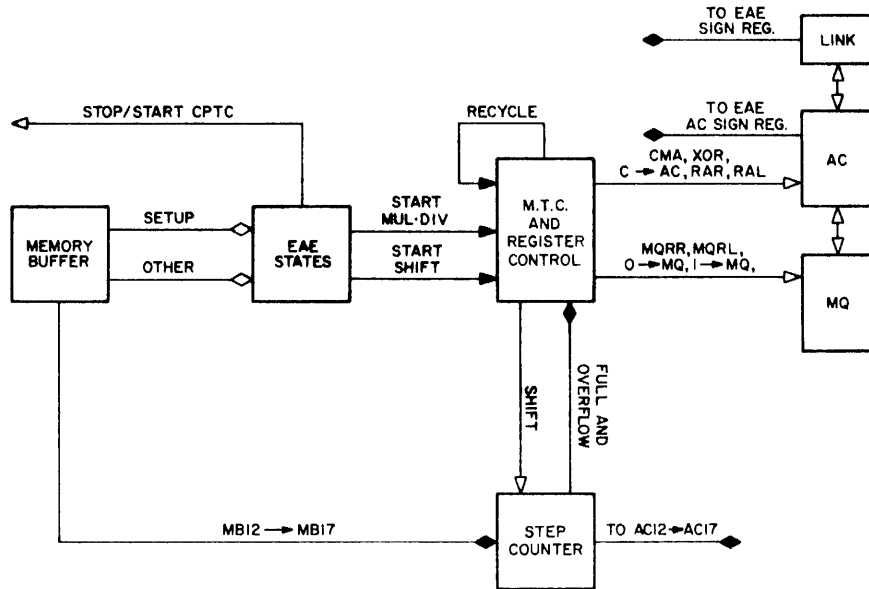 TO EAE
SIGN REG.
LINK
STOP/START CPTC
RECYCLE
TO EAE
AC SIGN REG.
AC
CMA, XOR,
C → AC, RAR, RAL
SETUP
START
MUL·DIV
M.T.C.
AND
REGISTER
CONTROL
MEMORY
BUFFER
EAE
STATES
OTHER
START
SHIFT
MQRR, MQRL,
O → MQ, I → MQ,
MQ
SHIFT
FULL AND
OVERFLOW
MB12 → MB17
STEP
COUNTER
TO AC12 → AC17